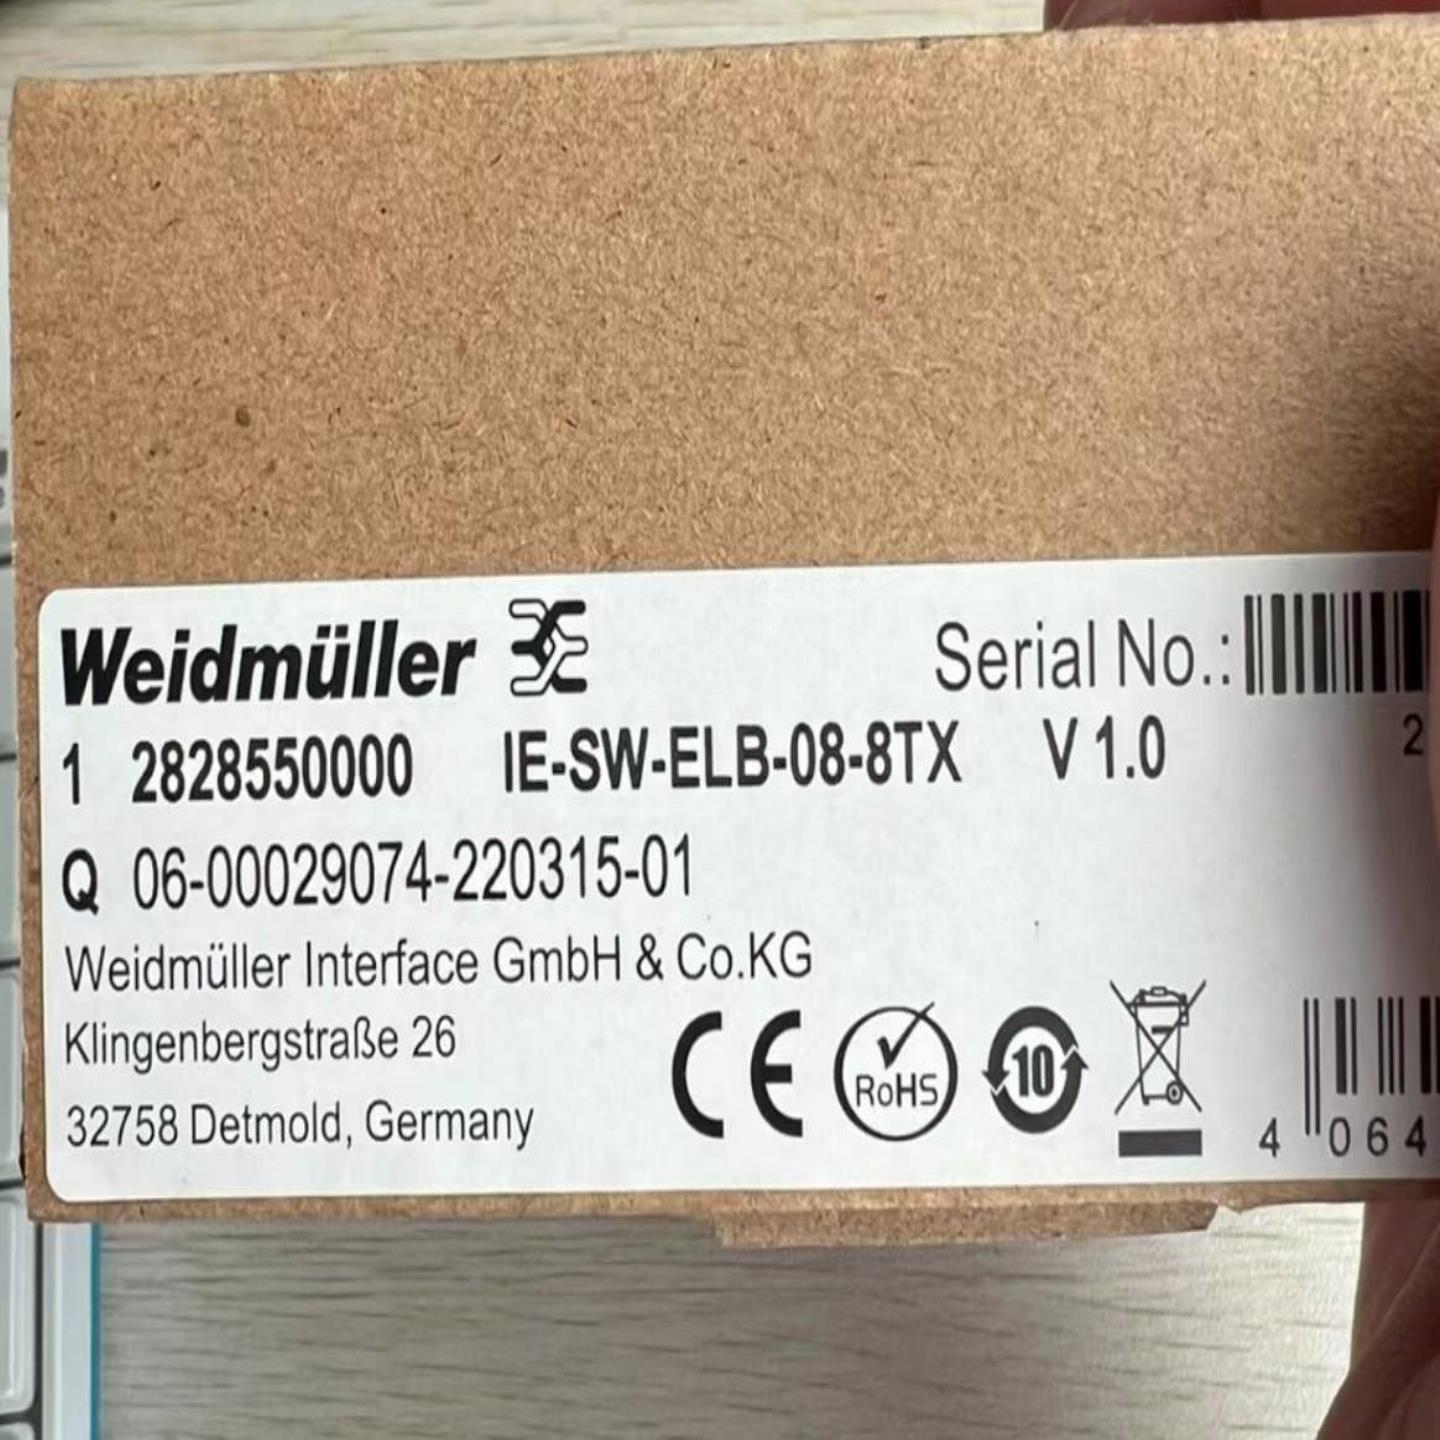 Weidmüller Serial No.:
2
1 2828550000 IE-SW-ELB-08-8TX V 1.0
Q 06-00029074-220315-01
Weidmüller Interface GmbH & Co.KG
Klingenbergstraße 26
32758 Detmold, Germany
CE RoHS 10
4 064